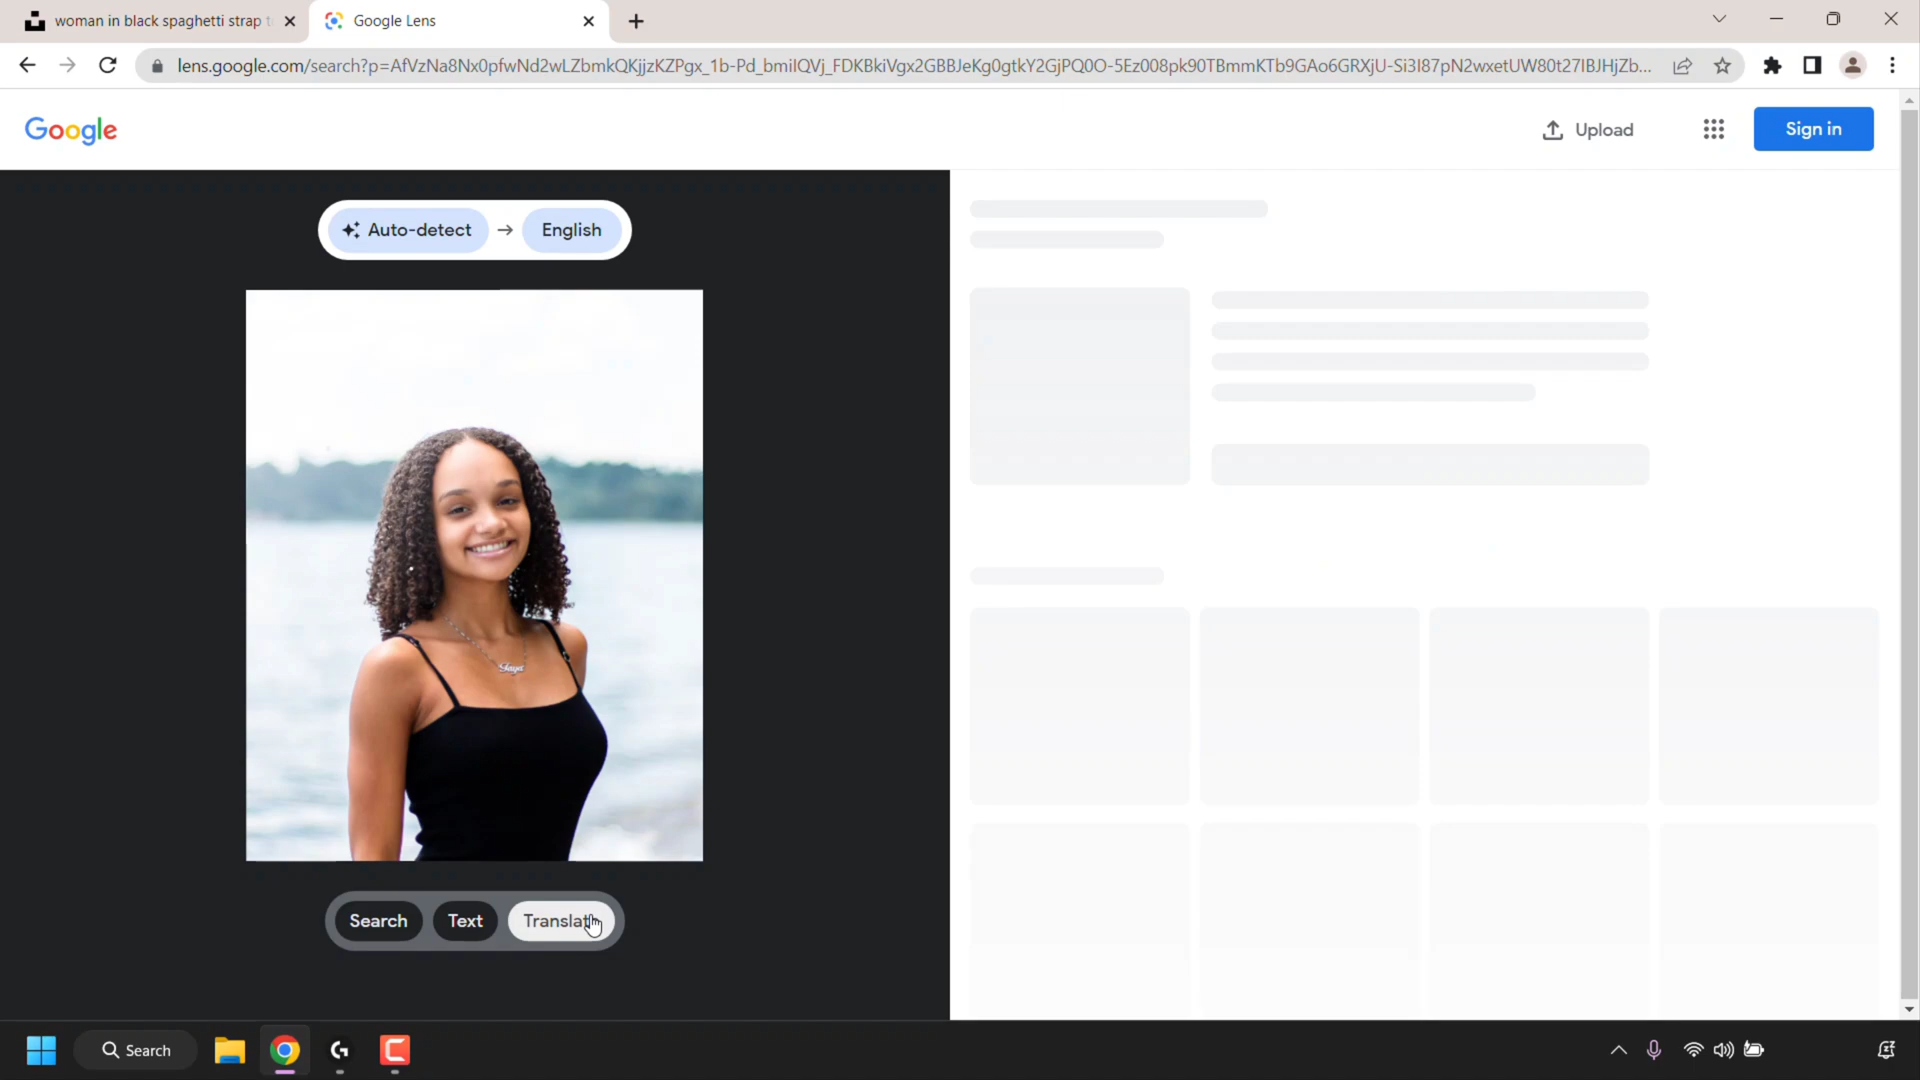 woman in black spaghetti strap t
Google Lens
lens.google.com/search?p=AfVzNa8Nx0pfwNd2wLZbmkQKjjzKZPgx_1b-Pd_bmilQVj_FDKBkiVgx2GBBJeKg0gtkY2GjPQ0O-5Ez008pk90TBmmKTb9GAo6GRXjU-Si3I87pN2wxetUW80t27IBJHjZb...
Google
Upload
Sign in
Auto-detect → English
Search
Text
Translate
Search